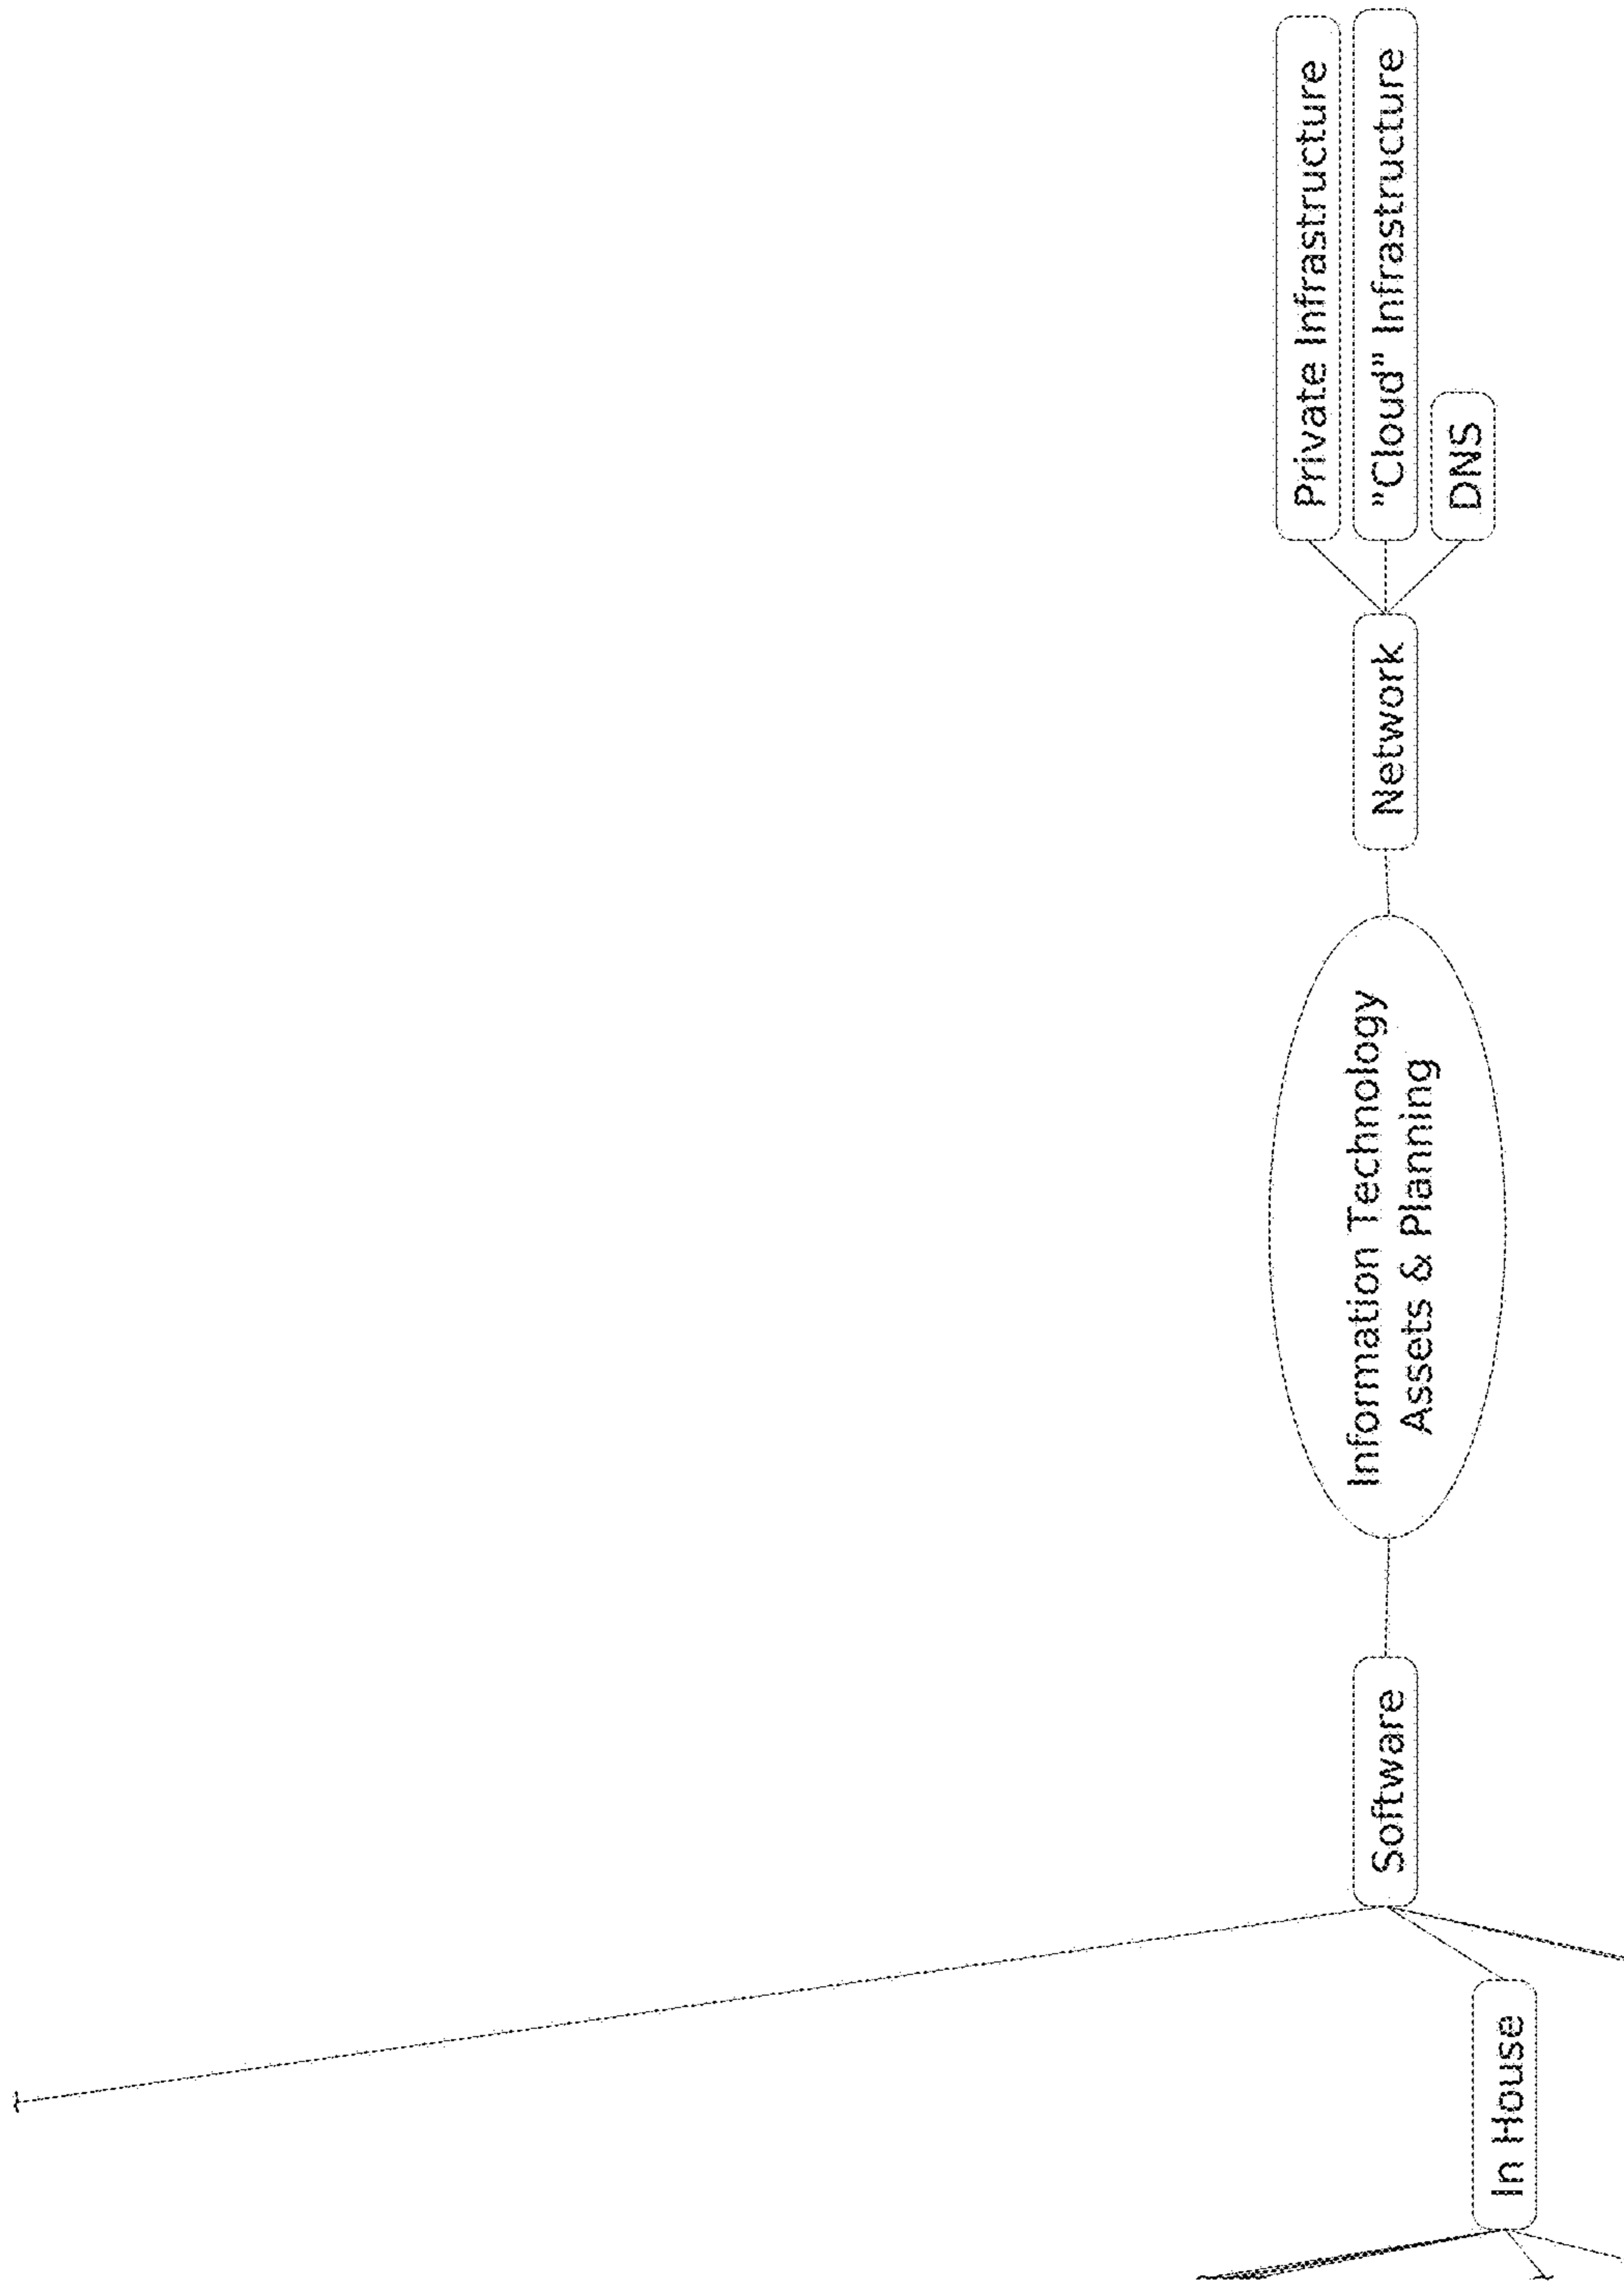 Private Infrastructure
"Cloud" Infrastructure
DNS
Network
Information Technology
Assets & Planning
Software
In House